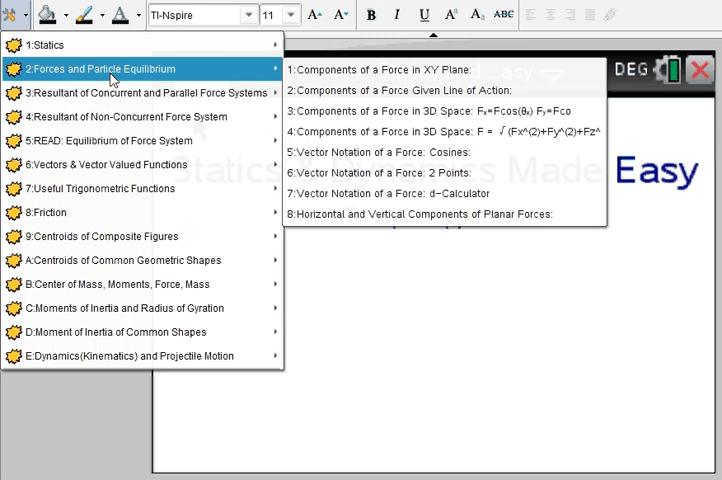 TI-Nspire
11
B I U A A ABC
1:Statics
2:Forces and Particle Equilibrium
3:Resultant of Concurrent and Parallel Force Systems
4:Resultant of Non-Concurrent Force System
5:READ: Equilibrium of Force System
6:Vectors & Vector Valued Functions
7:Useful Trigonometric Functions
8:Friction
9:Centroids of Composite Figures
A:Centroids of Common Geometric Shapes
B:Center of Mass, Moments, Force, Mass
C:Moments of Inertia and Radius of Gyration
D:Moment of Inertia of Common Shapes
E:Dynamics(Kinematics) and Projectile Motion
1:Components of a Force in XY Plane:
2:Components of a Force Given Line of Action:
3:Components of a Force in 3D Space: Fₓ=Fcos(θₓ) Fᵧ=Fco
4:Components of a Force in 3D Space: F = √(Fx^(2)+Fy^(2)+Fz^
5:Vector Notation of a Force: Cosines:
6:Vector Notation of a Force: 2 Points:
7:Vector Notation of a Force: d-Calculator
8:Horizontal and Vertical Components of Planar Forces:
DEG
Statics & Dynamics Made Easy